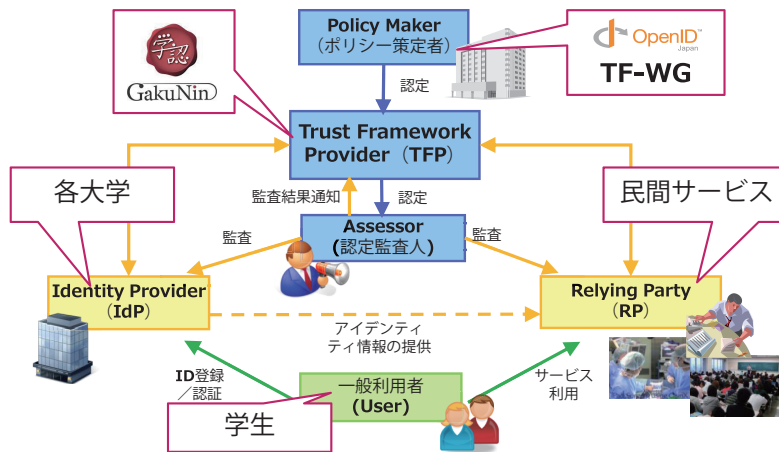 Policy Maker
（ポリシー策定者）
学認
GakuNin
OpenID™
Japan
TF-WG
認定
Trust Framework
Provider（TFP）
各大学
民間サービス
監査結果通知
認定
監査
Assessor
(認定監査人)
監査
Identity Provider
（IdP）
Relying Party
（RP）
アイデンティ
ティ情報の提供
ID登録
／認証
一般利用者
(User)
サービス
利用
学生